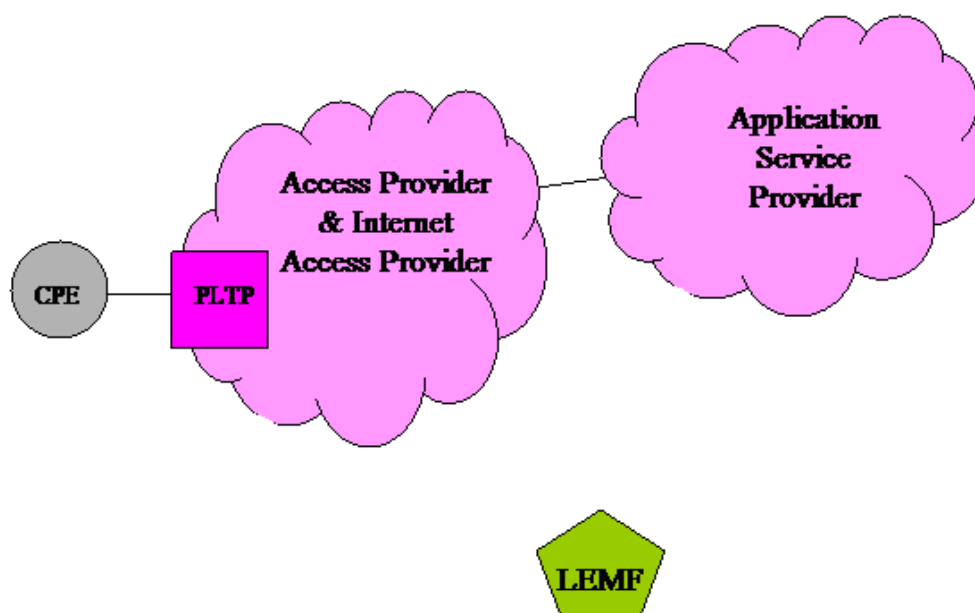 Application
Service
Provider
Access Provider
& Internet
Access Provider
CPE
PLTP
LEMF